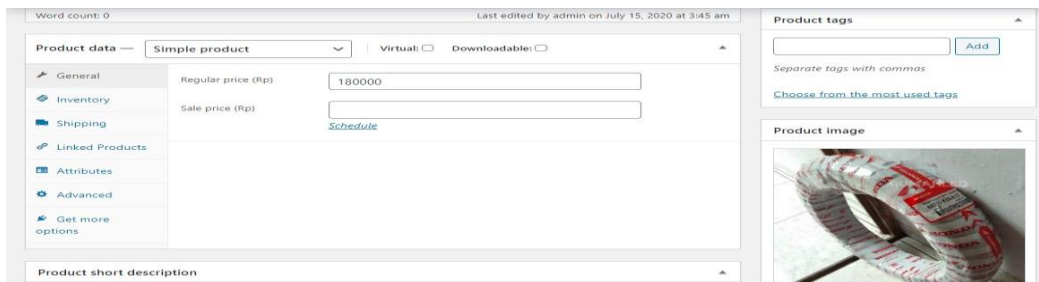 Word count: 0
Last edited by admin on July 15, 2020 at 3:45 am
Product data —
Simple product
Virtual:
Downloadable:
General
Inventory
Shipping
Linked Products
Attributes
Advanced
Get more
options
Regular price (Rp)
180000
Sale price (Rp)
Schedule
Product short description
Product tags
Add
Separate tags with commas
Choose from the most used tags
Product image
HONDA